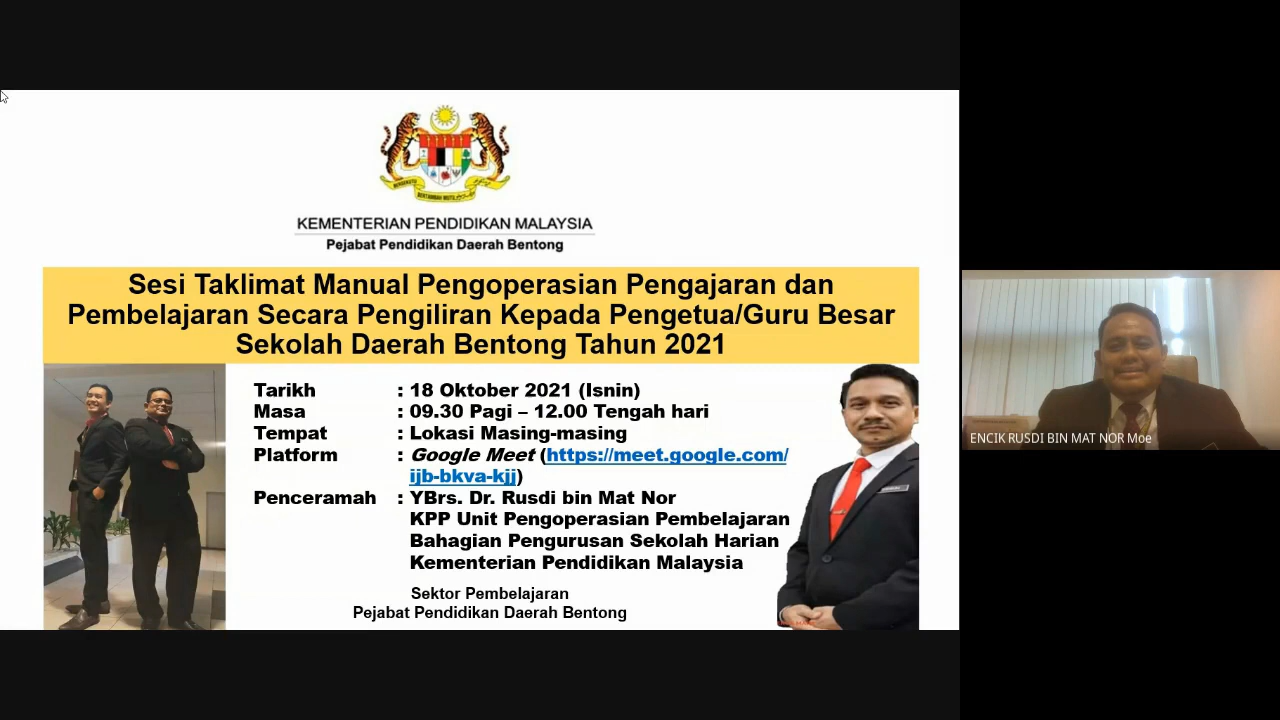 KEMENTERIAN PENDIDIKAN MALAYSIA
Pejabat Pendidikan Daerah Bentong
Sesi Taklimat Manual Pengoperasian Pengajaran dan
Pembelajaran Secara Pengiliran Kepada Pengetua/Guru Besar
Sekolah Daerah Bentong Tahun 2021
Tarikh : 18 Oktober 2021 (Isnin)
Masa : 09.30 Pagi – 12.00 Tengah hari
Tempat : Lokasi Masing-masing
Platform : Google Meet (https://meet.google.com/
ijb-bkva-kjj)
Penceramah : YBrs. Dr. Rusdi bin Mat Nor
KPP Unit Pengoperasian Pembelajaran
Bahagian Pengurusan Sekolah Harian
Kementerian Pendidikan Malaysia
Sektor Pembelajaran
Pejabat Pendidikan Daerah Bentong
ENCIK RUSDI BIN MAT NOR Moe